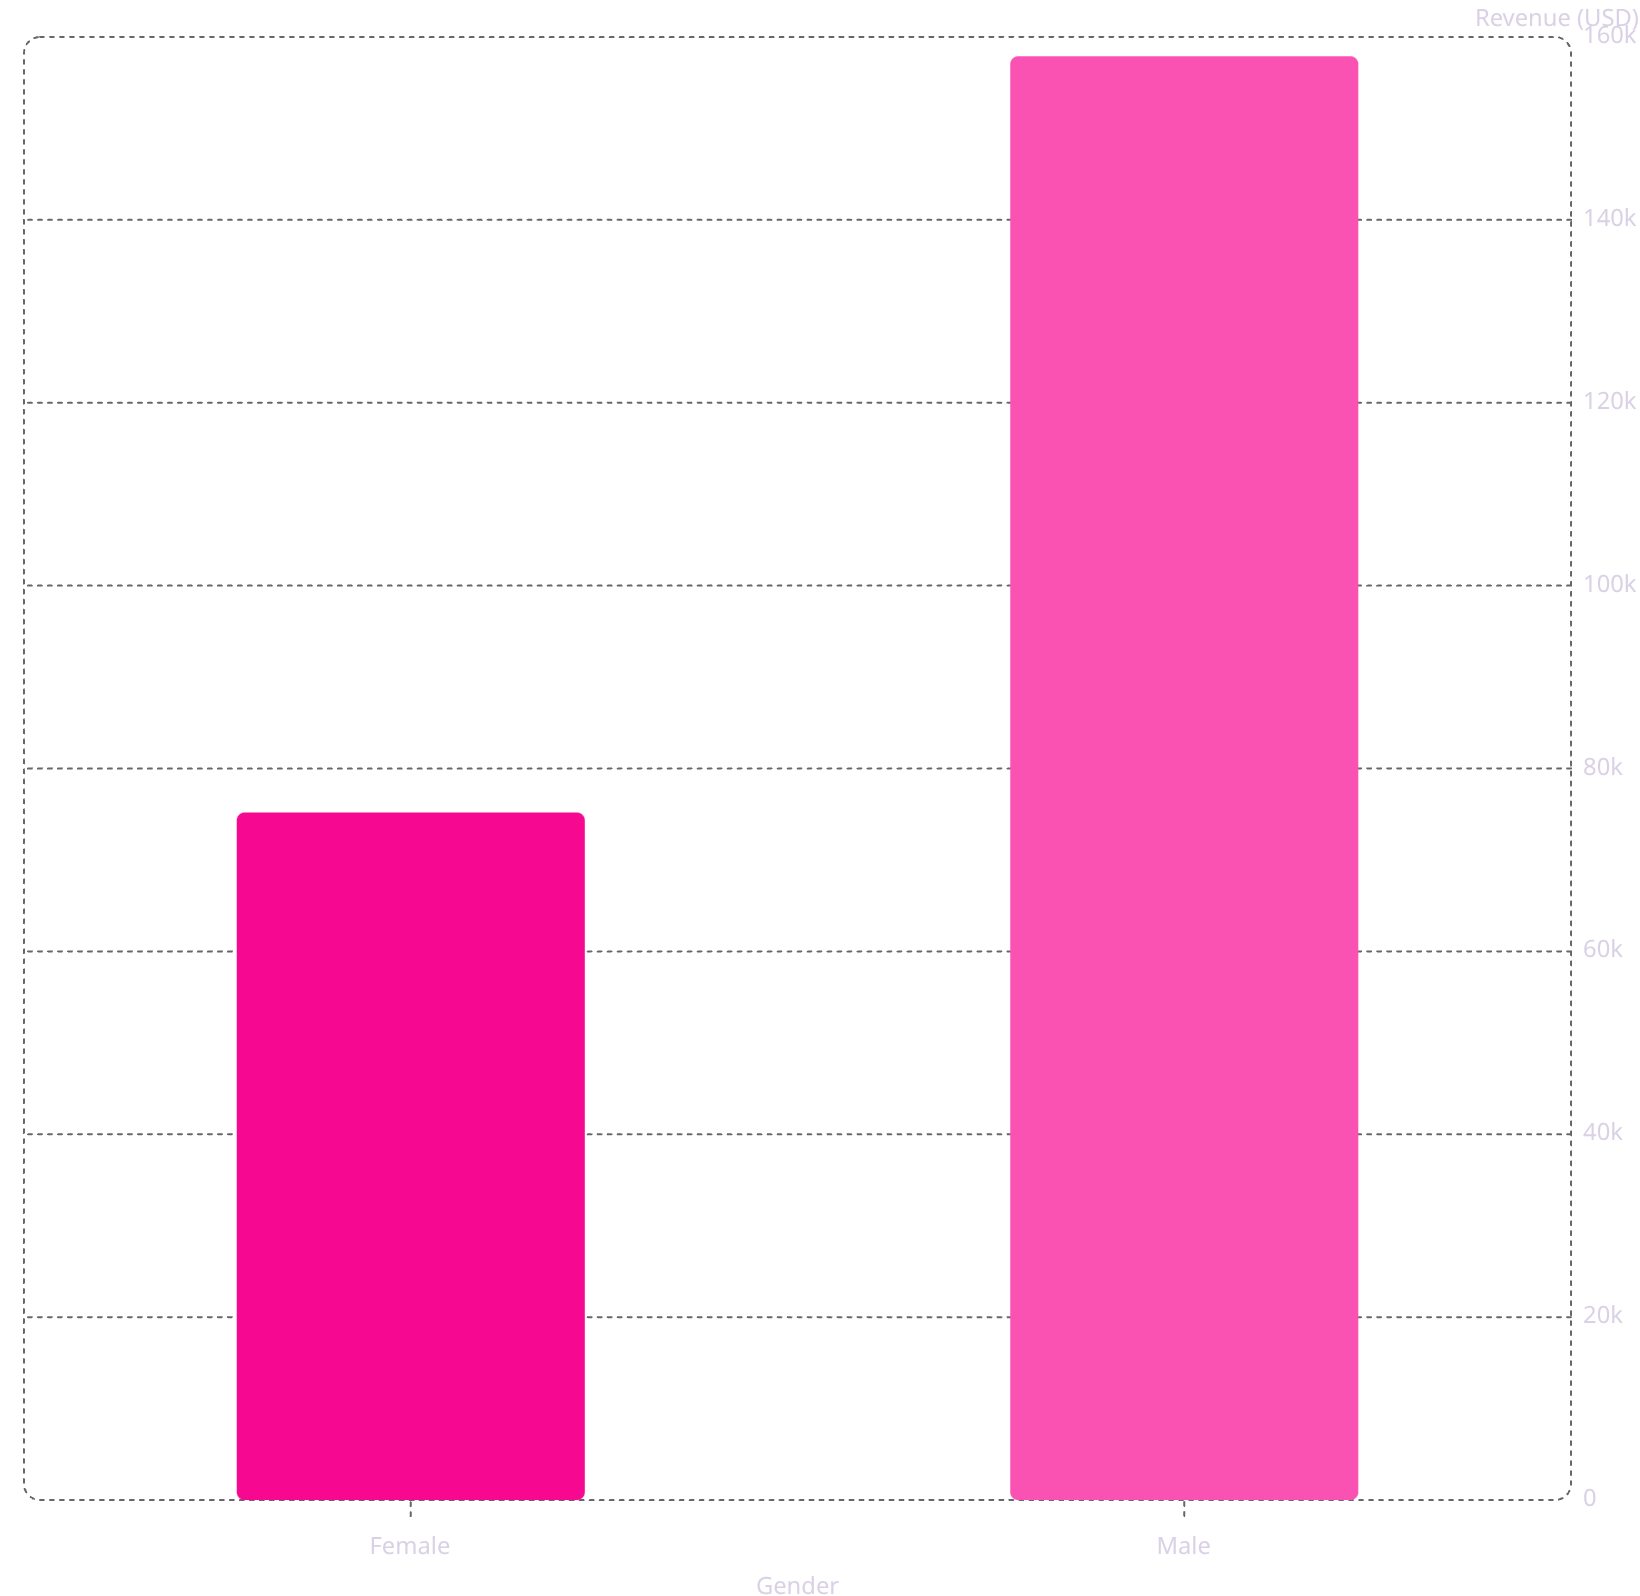 Revenue (USD)
160k
140k
120k
100k
80k
60k
40k
20k
0
Female
Male
Gender